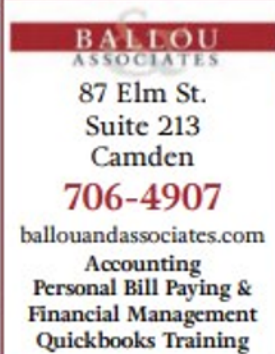 BALLOU
&
ASSOCIATES
87 Elm St.
Suite 213
Camden
706-4907
ballouandassociates.com
Accounting
Personal Bill Paying &
Financial Management
Quickbooks Training